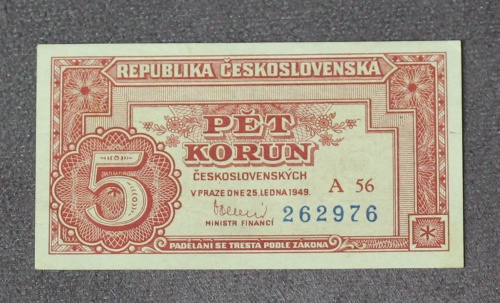 REPUBLIKA ČESKOSLOVENSKÁ
PĚT
KORUN
ČESKOSLOVENSKÝCH
V PRAZE DNE 25. LEDNA 1949.
A 56
MINISTR FINANCÍ
262976
5
PADĚLÁNÍ SE TRESTÁ PODLE ZÁKONA